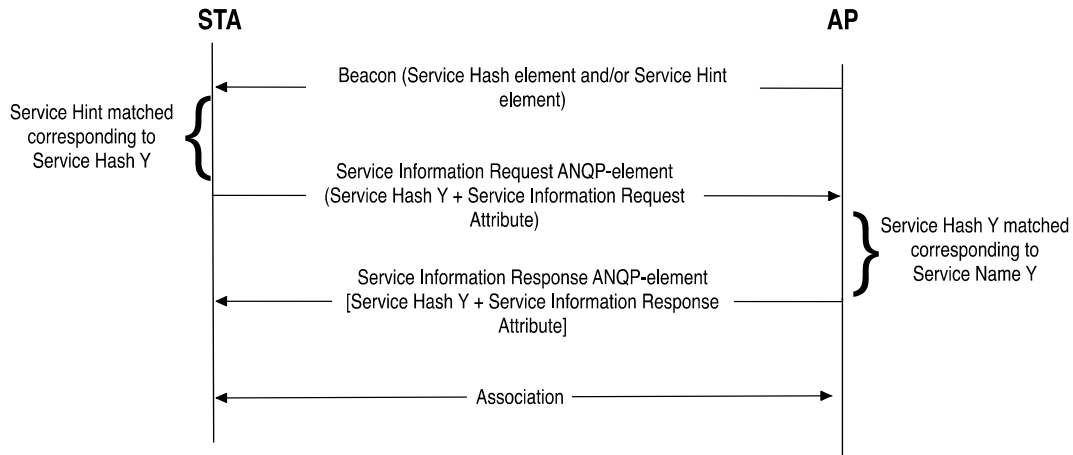 STA
AP
Beacon (Service Hash element and/or Service Hint
element)
Service Hint matched
corresponding to
Service Hash Y
Service Information Request ANQP-element
(Service Hash Y + Service Information Request
Attribute)
Service Hash Y matched
corresponding to
Service Name Y
Service Information Response ANQP-element
[Service Hash Y + Service Information Response
Attribute]
Association